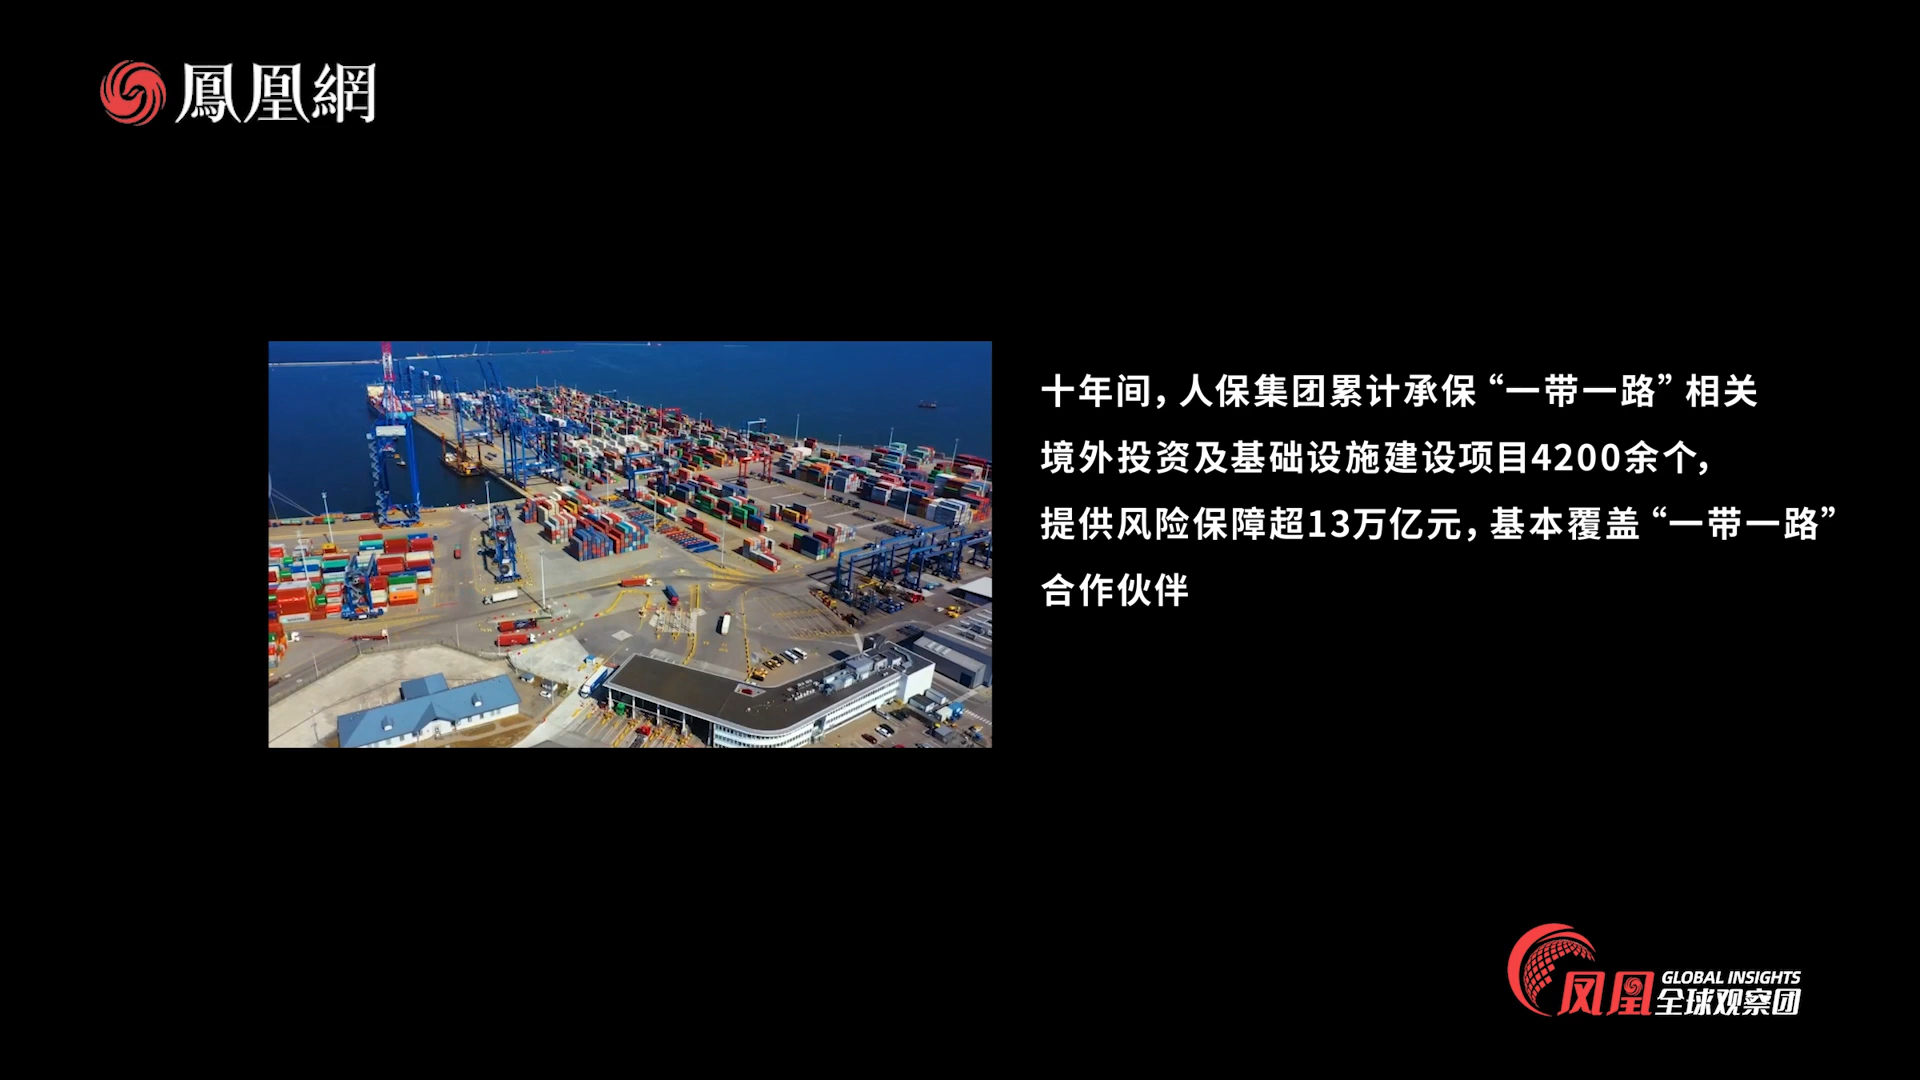 鳳凰網
十年间，人保集团累计承保“一带一路”相关
境外投资及基础设施建设项目4200余个，
提供风险保障超13万亿元，基本覆盖“一带一路”
合作伙伴
凤凰 GLOBAL INSIGHTS
全球观察团